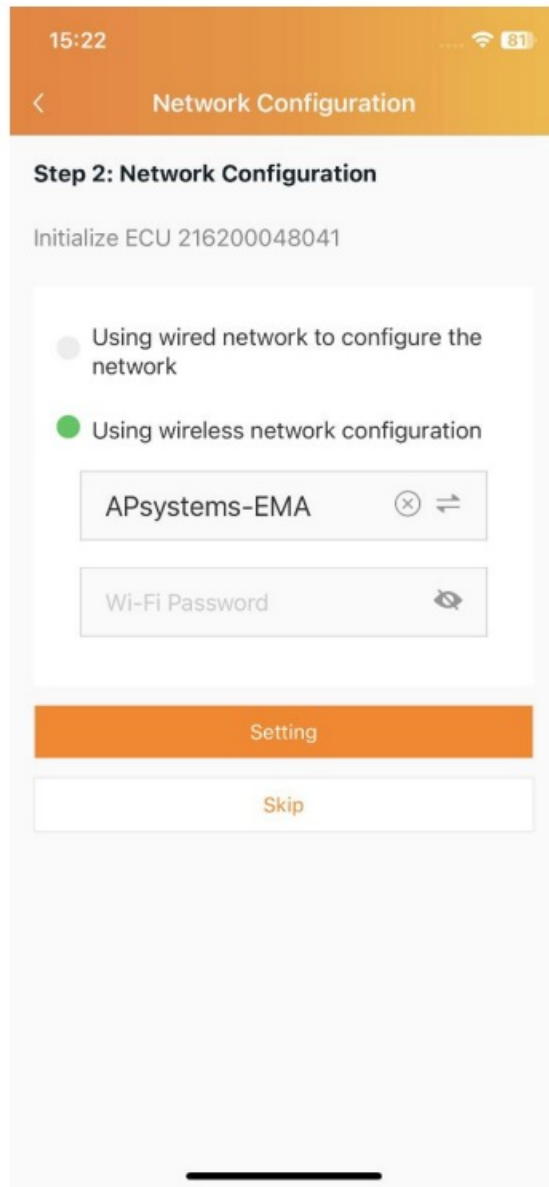 15:22
81
Network Configuration
Step 2: Network Configuration
Initialize ECU 216200048041
Using wired network to configure the
network
Using wireless network configuration
APsystems-EMA
Wi-Fi Password
Setting
Skip